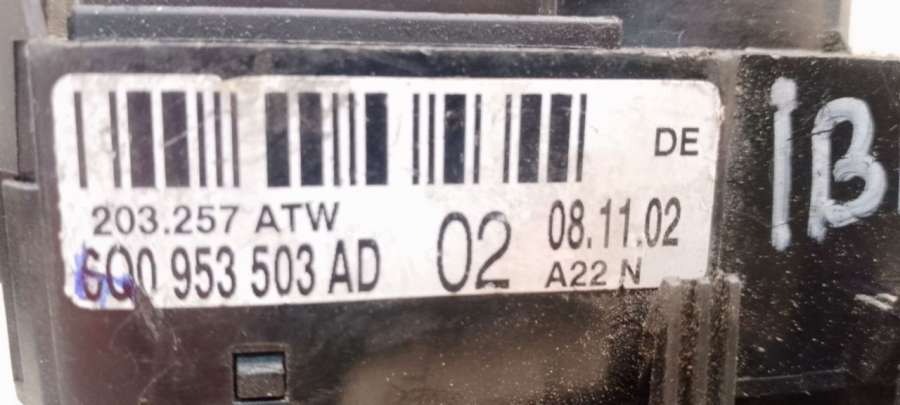 DE
203.257 ATW
6Q0 953 503 AD
02
08.11.02
A22 N